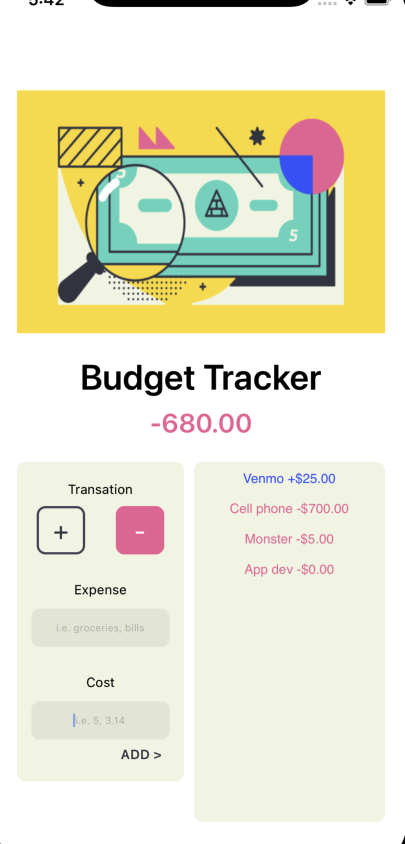 5:42
5
Budget Tracker
-680.00
Transation
+
-
Expense
i.e. groceries, bills
Cost
i.e. 5, 3.14
ADD >
Venmo +$25.00
Cell phone -$700.00
Monster -$5.00
App dev -$0.00